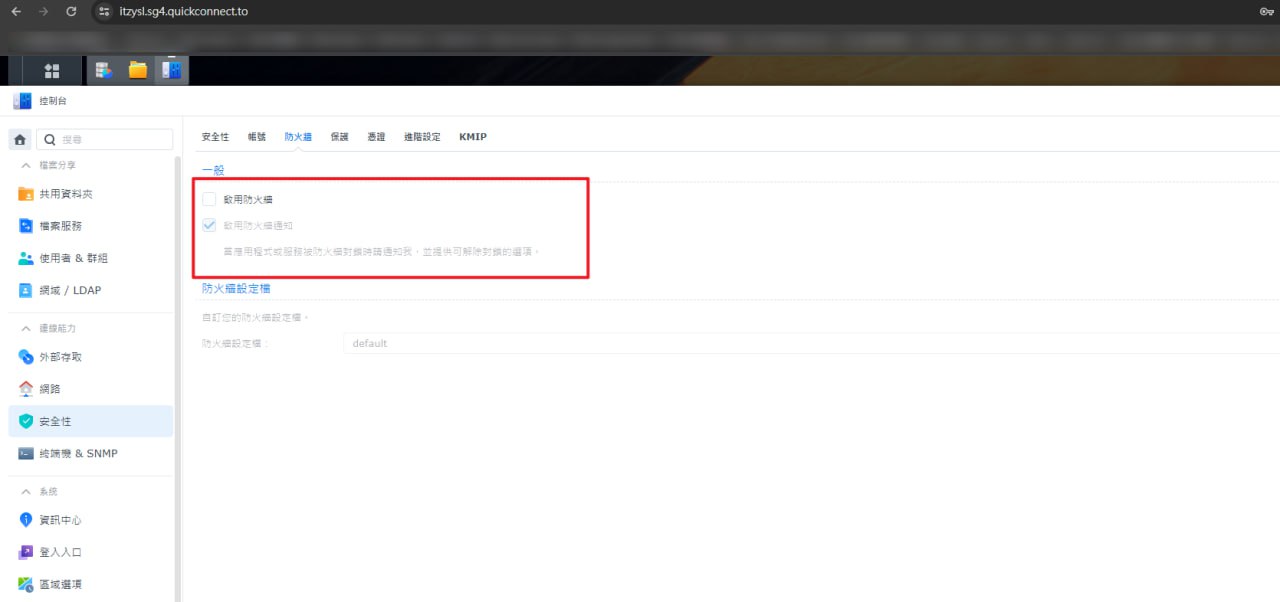 itzysl.sg4.quickconnect.to
控制台
搜尋
安全性 帳號 防火牆 保護 憑證 進階設定 KMIP
檔案分享
共用資料夾
檔案服務
使用者 & 群組
網域 / LDAP
連線能力
外部存取
網路
安全性
終端機 & SNMP
系統
資訊中心
登入入口
區域選項
一般
啟用防火牆
啟用防火牆通知
當應用程式或服務被防火牆封鎖時請通知我，並提供可解除封鎖的選項。
防火牆設定檔
自訂您的防火牆設定檔。
防火牆設定檔： default